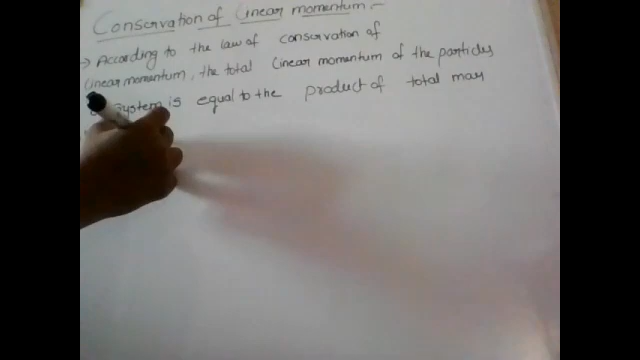 Conservation of Linear momentum :-
→ According to the law of conservation of
Linear momentum, the total Linear momentum of the particles
system is equal to the product of total mass